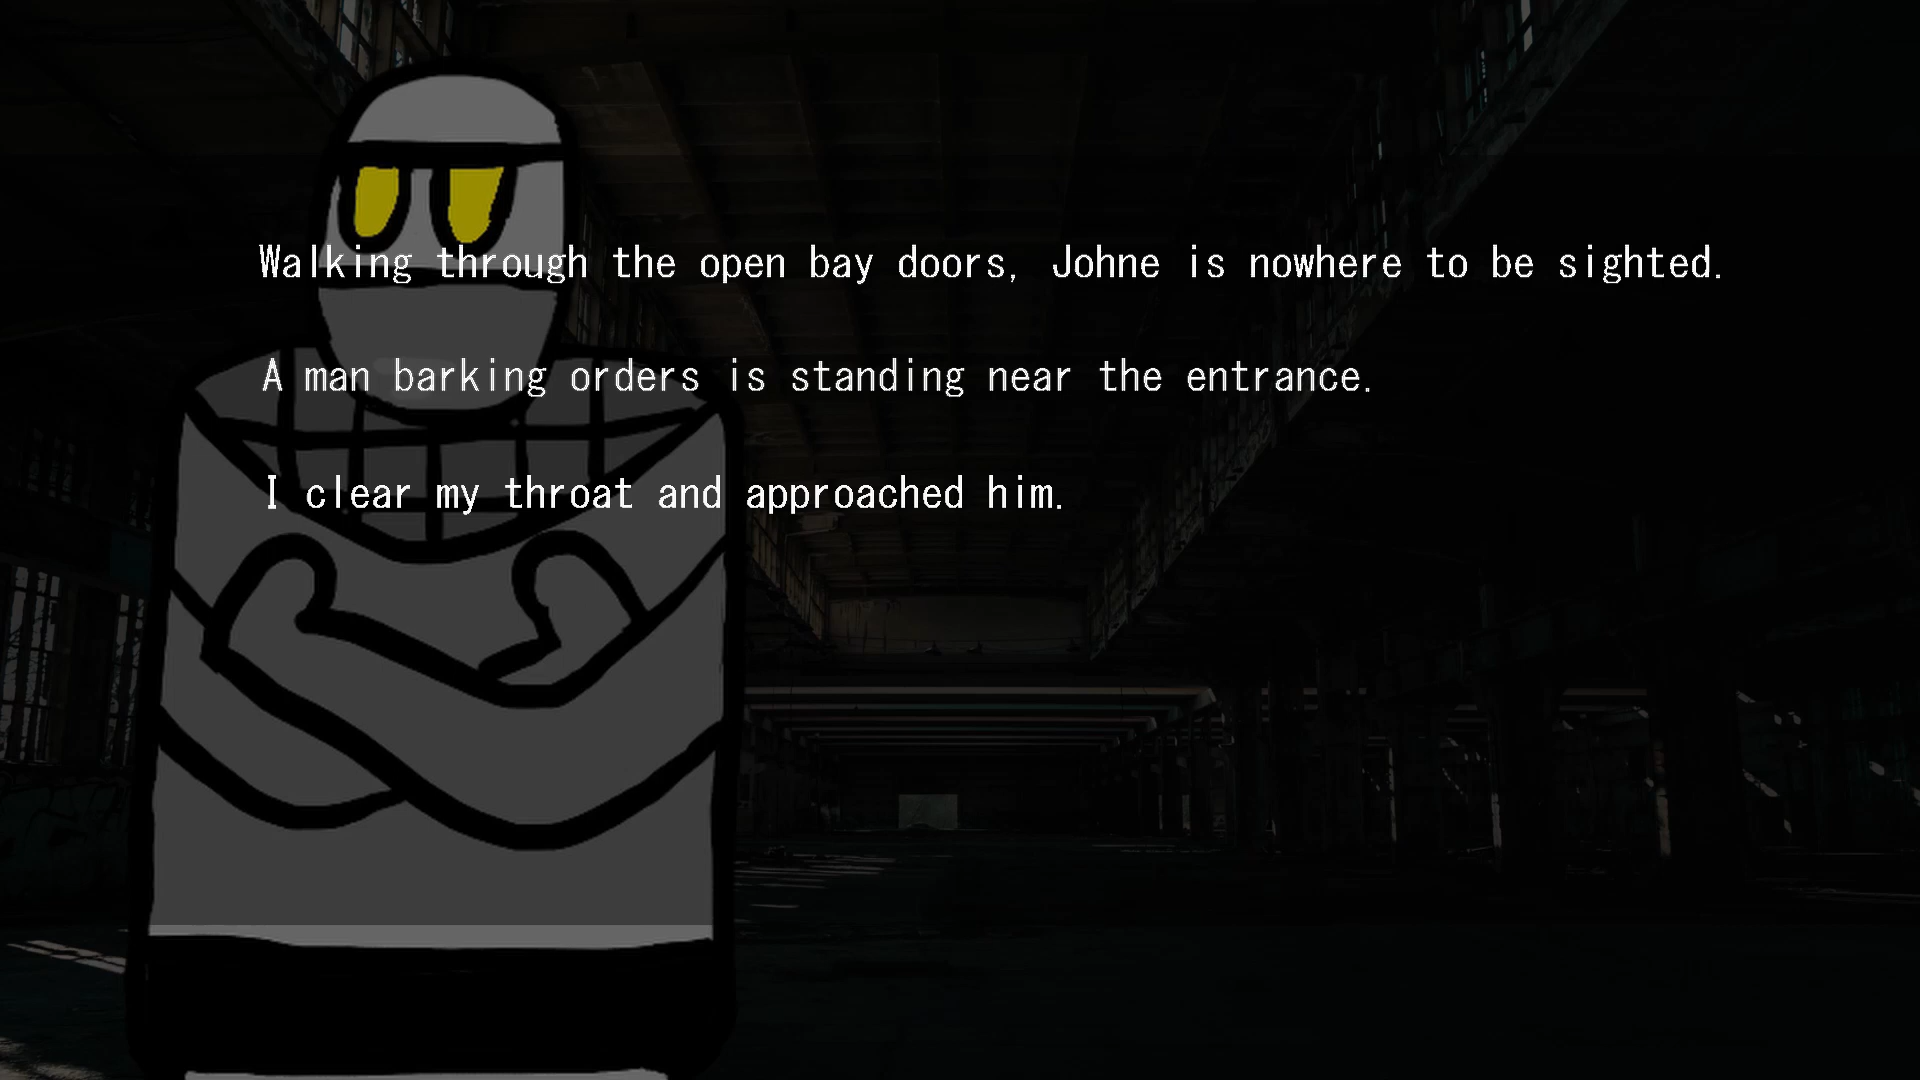 Walking through the open bay doors, Johne is nowhere to be sighted.
A man barking orders is standing near the entrance.
I clear my throat and approached him.